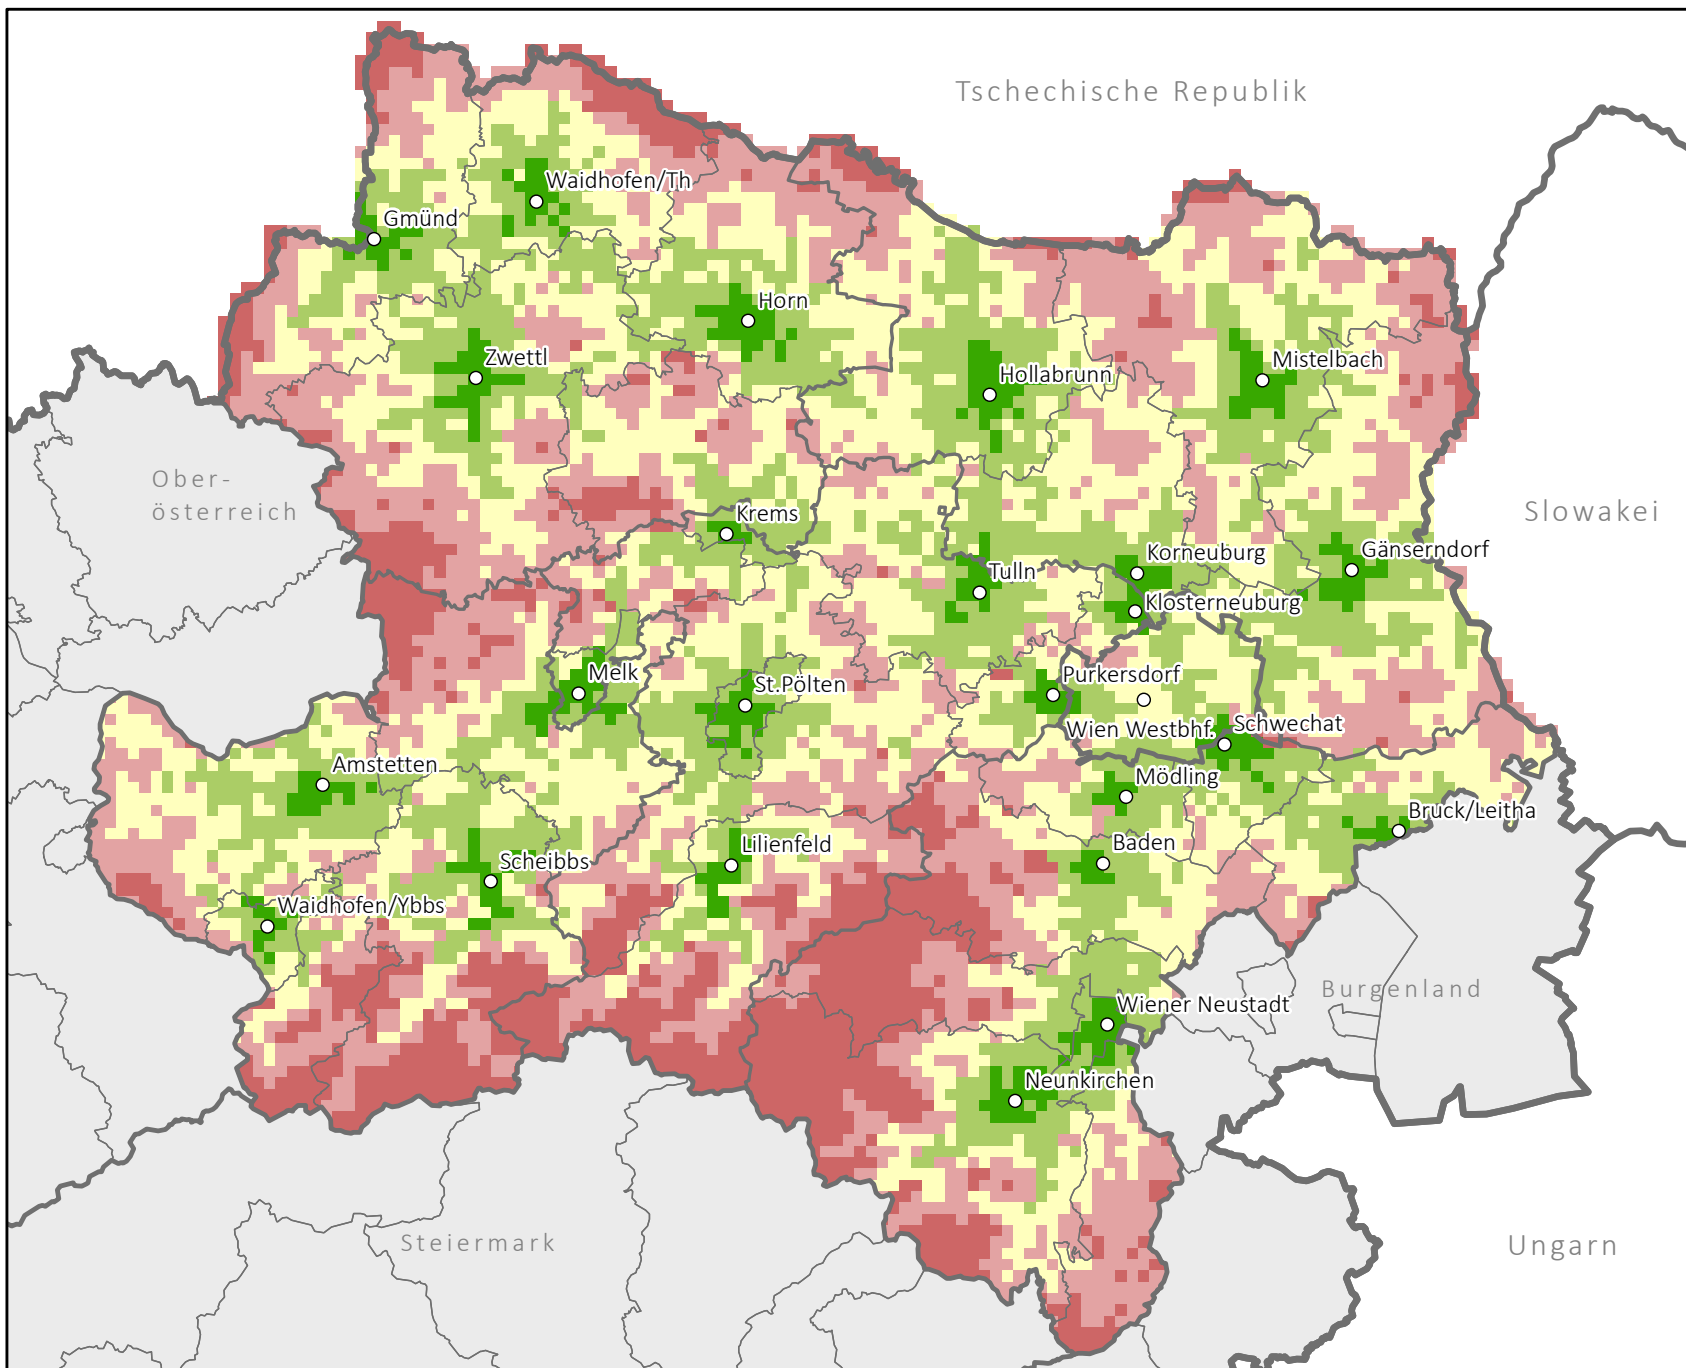 Tschechische Republik
Waidhofen/Th
Gmünd
Horn
Zwettl
Hollabrunn
Mistelbach
Ober-
österreich
Krems
Slowakei
Korneuburg
Gänserndorf
Tulln
Klosterneuburg
Melk
St.Pölten
Purkersdorf
Wien Westbhf.
Schwechat
Amstetten
Mödling
Bruck/Leitha
Lilienfeld
Baden
Scheibbs
Waidhofen/Ybbs
Burgenland
Wiener Neustadt
Neunkirchen
Steiermark
Ungarn